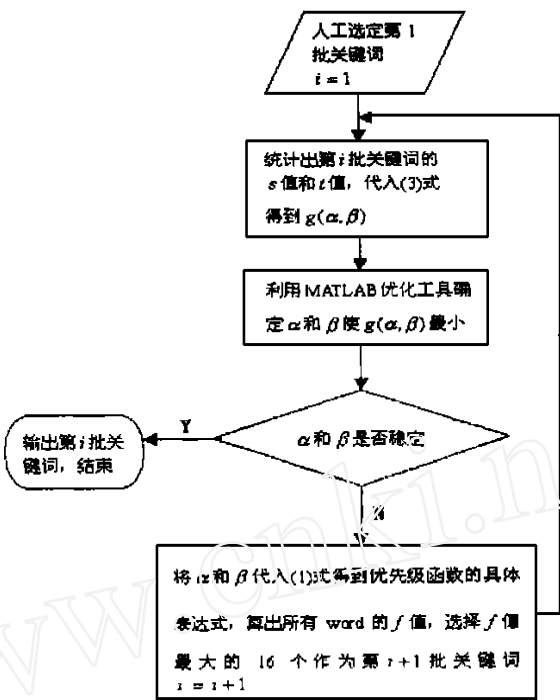 人工选定第1
批关键词
i=1
统计出第i批关键词的
s值和t值，代入(3)式
得到g(α,β)
利用MATLAB优化工具确
定α和β使g(α,β)最小
α和β是否稳定
Y
输出第i批关
键词，结束
N
将α和β代入(1)式得到优先级函数的具体
表达式，算出所有 word 的f值，选择f值
最大的 16 个作为第i+1批关键词
i=i+1
www.cnki.n